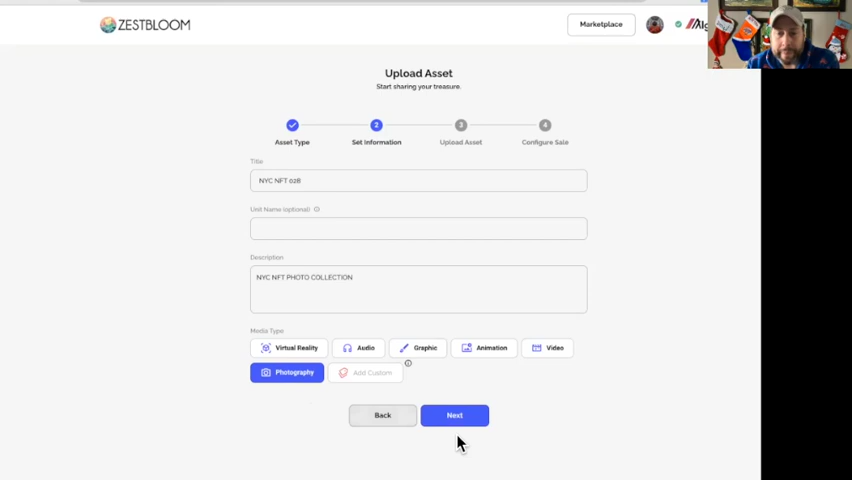 ZESTBLOOM
Marketplace
Upload Asset
Start sharing your treasure.
2
3
4
Asset Type
Set Information
Upload Asset
Configure Sale
Title
NYC NFT 028
Unit Name (optional)
Description
NYC NFT PHOTO COLLECTION
Media Type
Virtual Reality
Audio
Graphic
Animation
Video
Photography
Add Custom
Back
Next